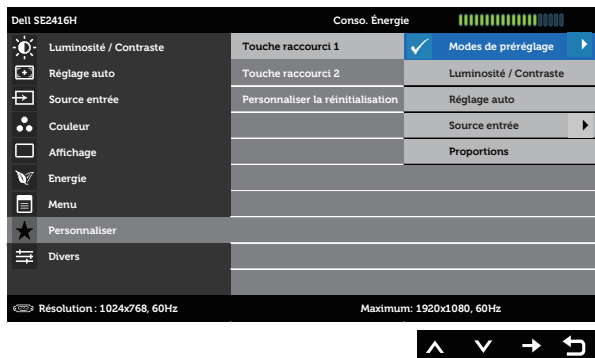 Dell SE2416H Conso. Énergie
Luminosité / Contraste Touche raccourci 1 Modes de préréglage
Réglage auto Touche raccourci 2 Luminosité / Contraste
Source entrée Personnaliser la réinitialisation Réglage auto
Couleur Source entrée
Affichage Proportions
Energie
Menu
Personnaliser
Divers
Résolution : 1024x768, 60Hz Maximum: 1920x1080, 60Hz